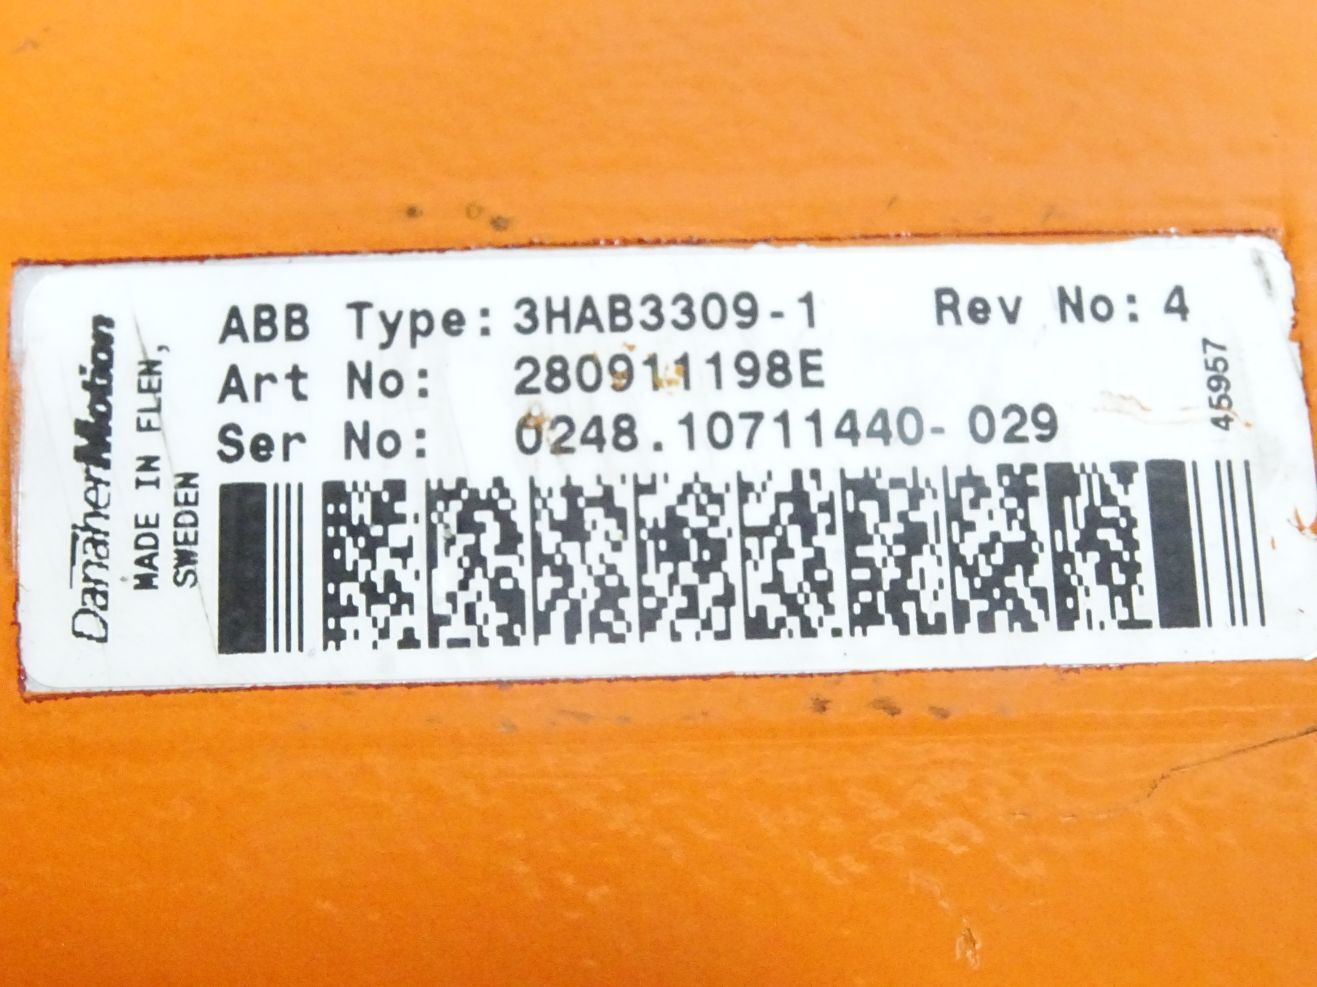 ABB Type: 3HAB3309-1 Rev No: 4
Art No: 280911198E
Ser No: 0248.10711440-029
45957
DanaherMotion
MADE IN FLEN,
SWEDEN